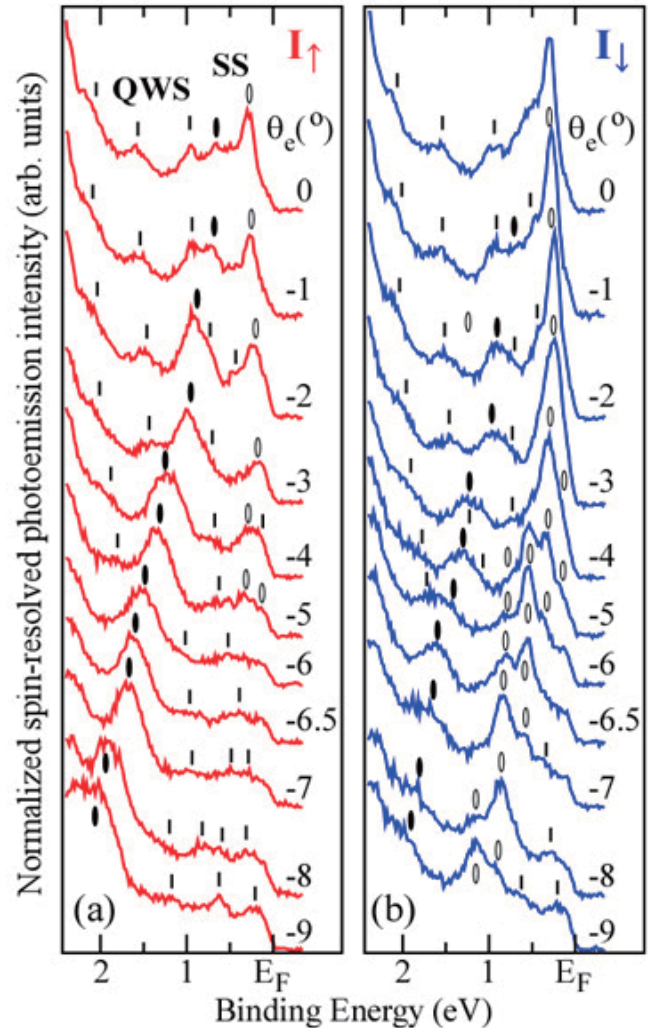 Normalized spin-resolved photoemission intensity (arb. units)
I↑
QWS
SS
θe(°)
0
-1
-2
-3
-4
-5
-6
-6.5
-7
-8
-9
(a)
2
1
EF
I↓
θe(°)
0
-1
-2
-3
-4
-5
-6
-6.5
-7
-8
-9
(b)
2
1
EF
Binding Energy (eV)